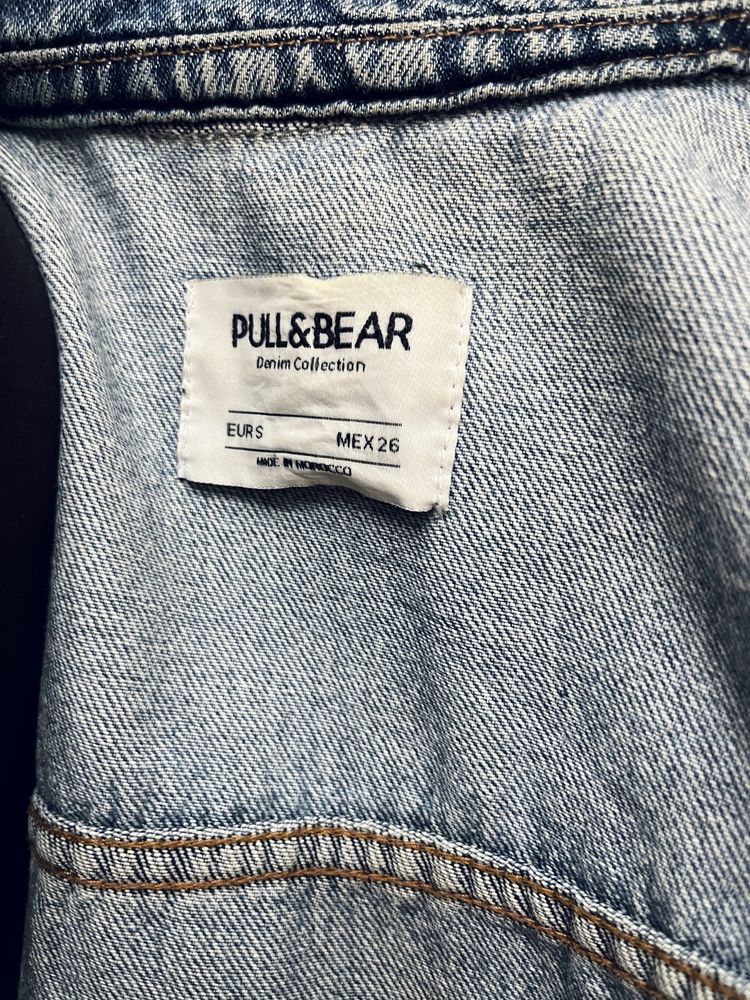 PULL&BEAR
Denim Collection
EUR S MEX 26
MADE IN MOROCCO